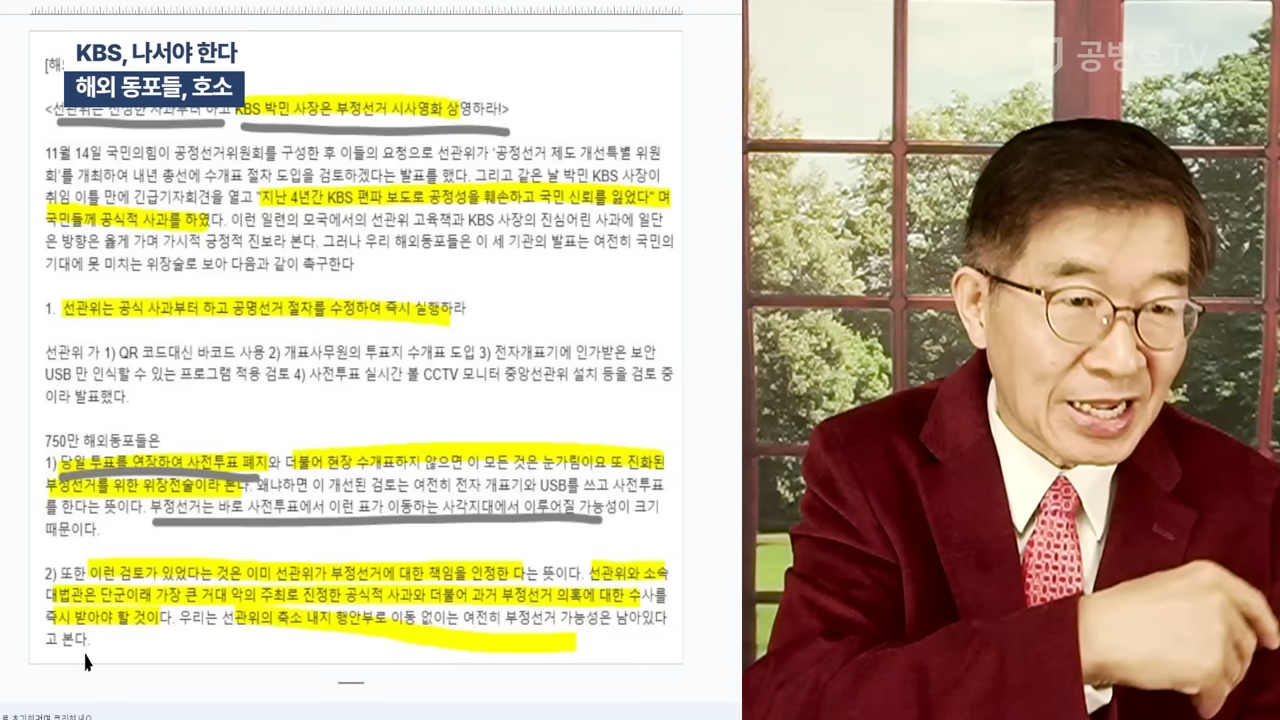 KBS, 나서야 한다
해외 동포들, 호소
공병호TV
<선관위는 진정한 사과부터 하고 KBS 박민 사장은 부정선거 시사영화 상영하라!>
11월 14일 국민의힘이 공정선거위원회를 구성한 후 이들의 요청으로 선관위가 '공정선거 제도 개선특별 위원
회'를 개최하여 내년 총선에 수개표 절차 도입을 검토하겠다는 발표를 했다. 그리고 같은 날 박민 KBS 사장이
취임 이틀 만에 긴급기자회견을 열고 "지난 4년간 KBS 편파 보도로 공정성을 훼손하고 국민 신뢰를 잃었다" 며
국민들께 공식적 사과를 하였다. 이런 일련의 모국에서의 선관위 고육책과 KBS 사장의 진심어린 사과에 일단
은 방향은 옳게 가며 가시적 긍정적 진보라 본다. 그러나 우리 해외동포들은 이 세 기관의 발표는 여전히 국민의
기대에 못 미치는 위장술로 보아 다음과 같이 촉구한다
1. 선관위는 공식 사과부터 하고 공명선거 절차를 수정하여 즉시 실행하라
선관위 가 1) QR 코드대신 바코드 사용 2) 개표사무원의 투표지 수개표 도입 3) 전자개표기에 인가받은 보안
USB 만 인식할 수 있는 프로그램 적용 검토 4) 사전투표 실시간 볼 CCTV 모니터 중앙선관위 설치 등을 검토 중
이라 발표했다.
750만 해외동포들은
1) 당일 투표를 연장하여 사전투표 폐지와 더불어 현장 수개표하지 않으면 이 모든 것은 눈가림이요 또 진화된
부정선거를 위한 위장전술이라 본다. 왜냐하면 이 개선된 검토는 여전히 전자 개표기와 USB를 쓰고 사전투표
를 한다는 뜻이다. 부정선거는 바로 사전투표에서 이런 표가 이동하는 사각지대에서 이루어질 가능성이 크기
때문이다.
2) 또한 이런 검토가 있었다는 것은 이미 선관위가 부정선거에 대한 책임을 인정한 다는 뜻이다. 선관위와 소속
대법관은 단군이래 가장 큰 거대 악의 주최로 진정한 공식적 사과와 더불어 과거 부정선거 의혹에 대한 수사를
즉시 받아야 할 것이다. 우리는 선관위의 축소 내지 행안부로 이동 없이는 여전히 부정선거 가능성은 남아있다
고 본다.